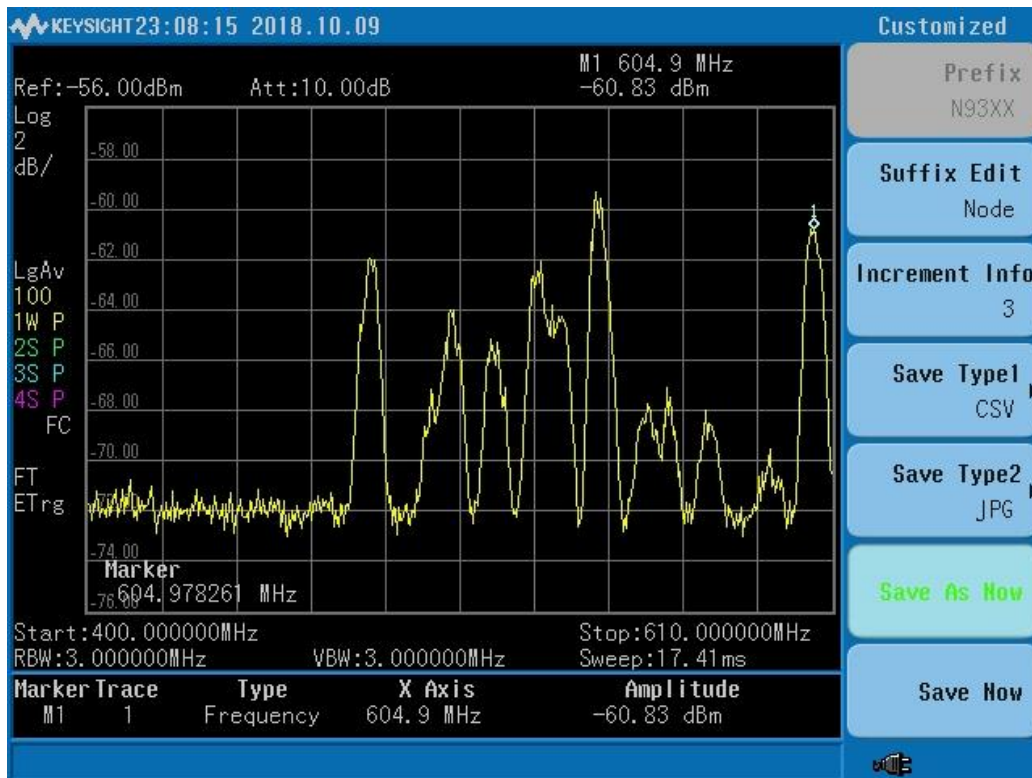 KEYSIGHT 23:08:15 2018.10.09
Customized
M1 604.9 MHz
Ref:-56.00dBm Att:10.00dB -60.83 dBm
Log
2
dB/
-58.00
-60.00
1
-62.00
LgAv
100
-64.00
1W P
2S P
-66.00
3S P
4S P
-68.00
FC
-70.00
FT
ETrg
-74.00
Marker
604.978261 MHz
-76.00
Start:400.000000MHz Stop:610.000000MHz
RBW:3.000000MHz VBW:3.000000MHz Sweep:17.41ms
Marker Trace Type X Axis Amplitude
M1 1 Frequency 604.9 MHz -60.83 dBm
Prefix
N93XX
Suffix Edit
Node
Increment Info
3
Save Type1
CSV
Save Type2
JPG
Save As Now
Save Now